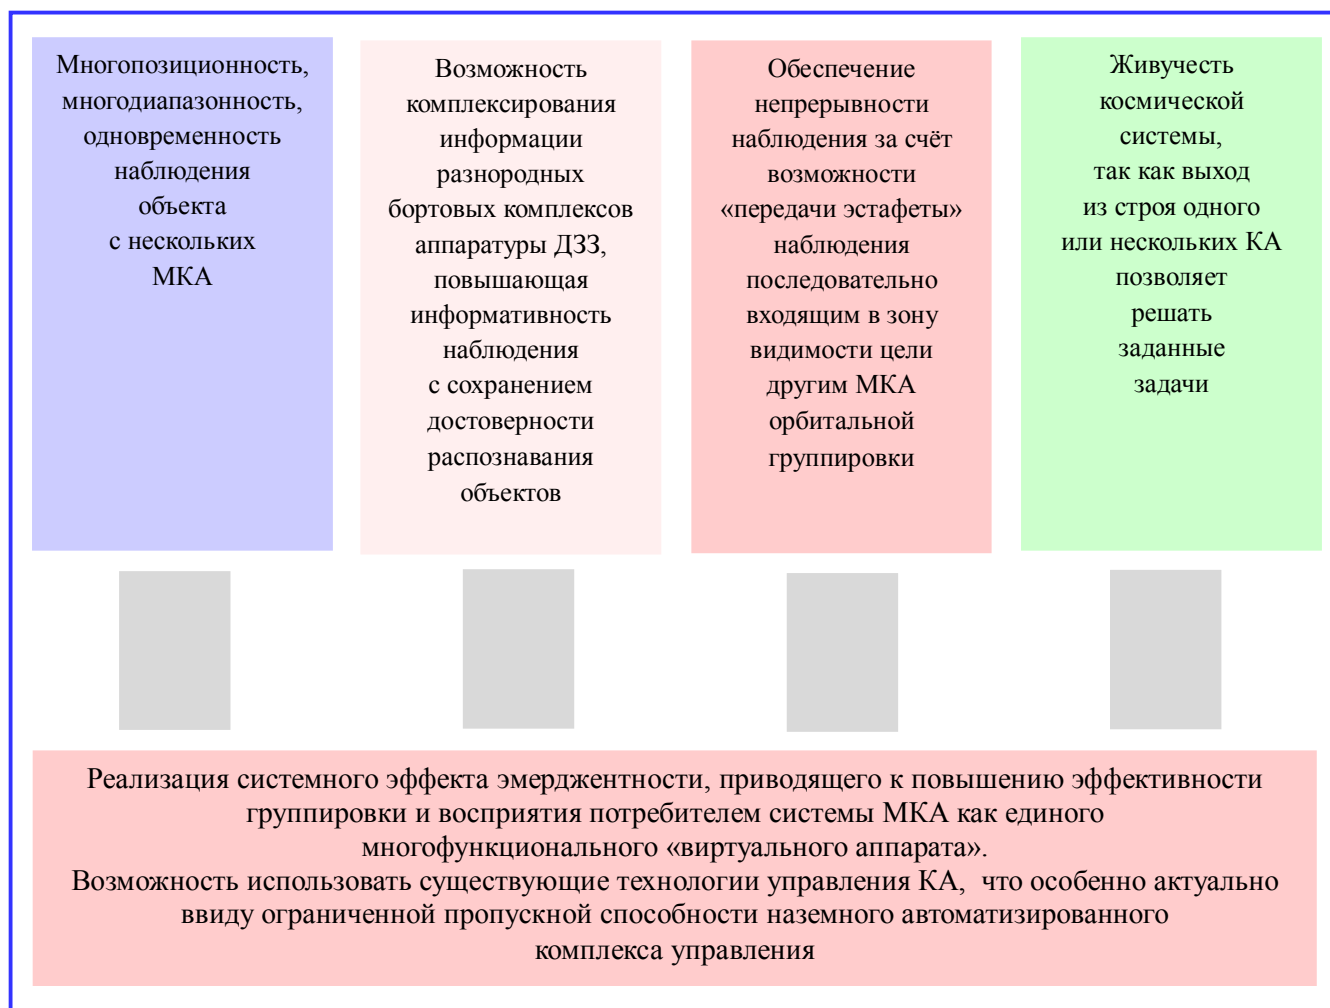 Многопозиционность,
многодиапазонность,
одновременность
наблюдения
объекта
с нескольких
МКА
Возможность
комплексирования
информации
разнородных
бортовых комплексов
аппаратуры ДЗЗ,
повышающая
информативность
наблюдения
с сохранением
достоверности
распознавания
объектов
Обеспечение
непрерывности
наблюдения за счёт
возможности
«передачи эстафеты»
наблюдения
последовательно
входящим в зону
видимости цели
другим МКА
орбитальной
группировки
Живучесть
космической
системы,
так как выход
из строя одного
или нескольких КА
позволяет
решать
заданные
задачи
Реализация системного эффекта эмерджентности, приводящего к повышению эффективности
группировки и восприятия потребителем системы МКА как единого
многофункционального «виртуального аппарата».
Возможность использовать существующие технологии управления КА, что особенно актуально
ввиду ограниченной пропускной способности наземного автоматизированного
комплекса управления